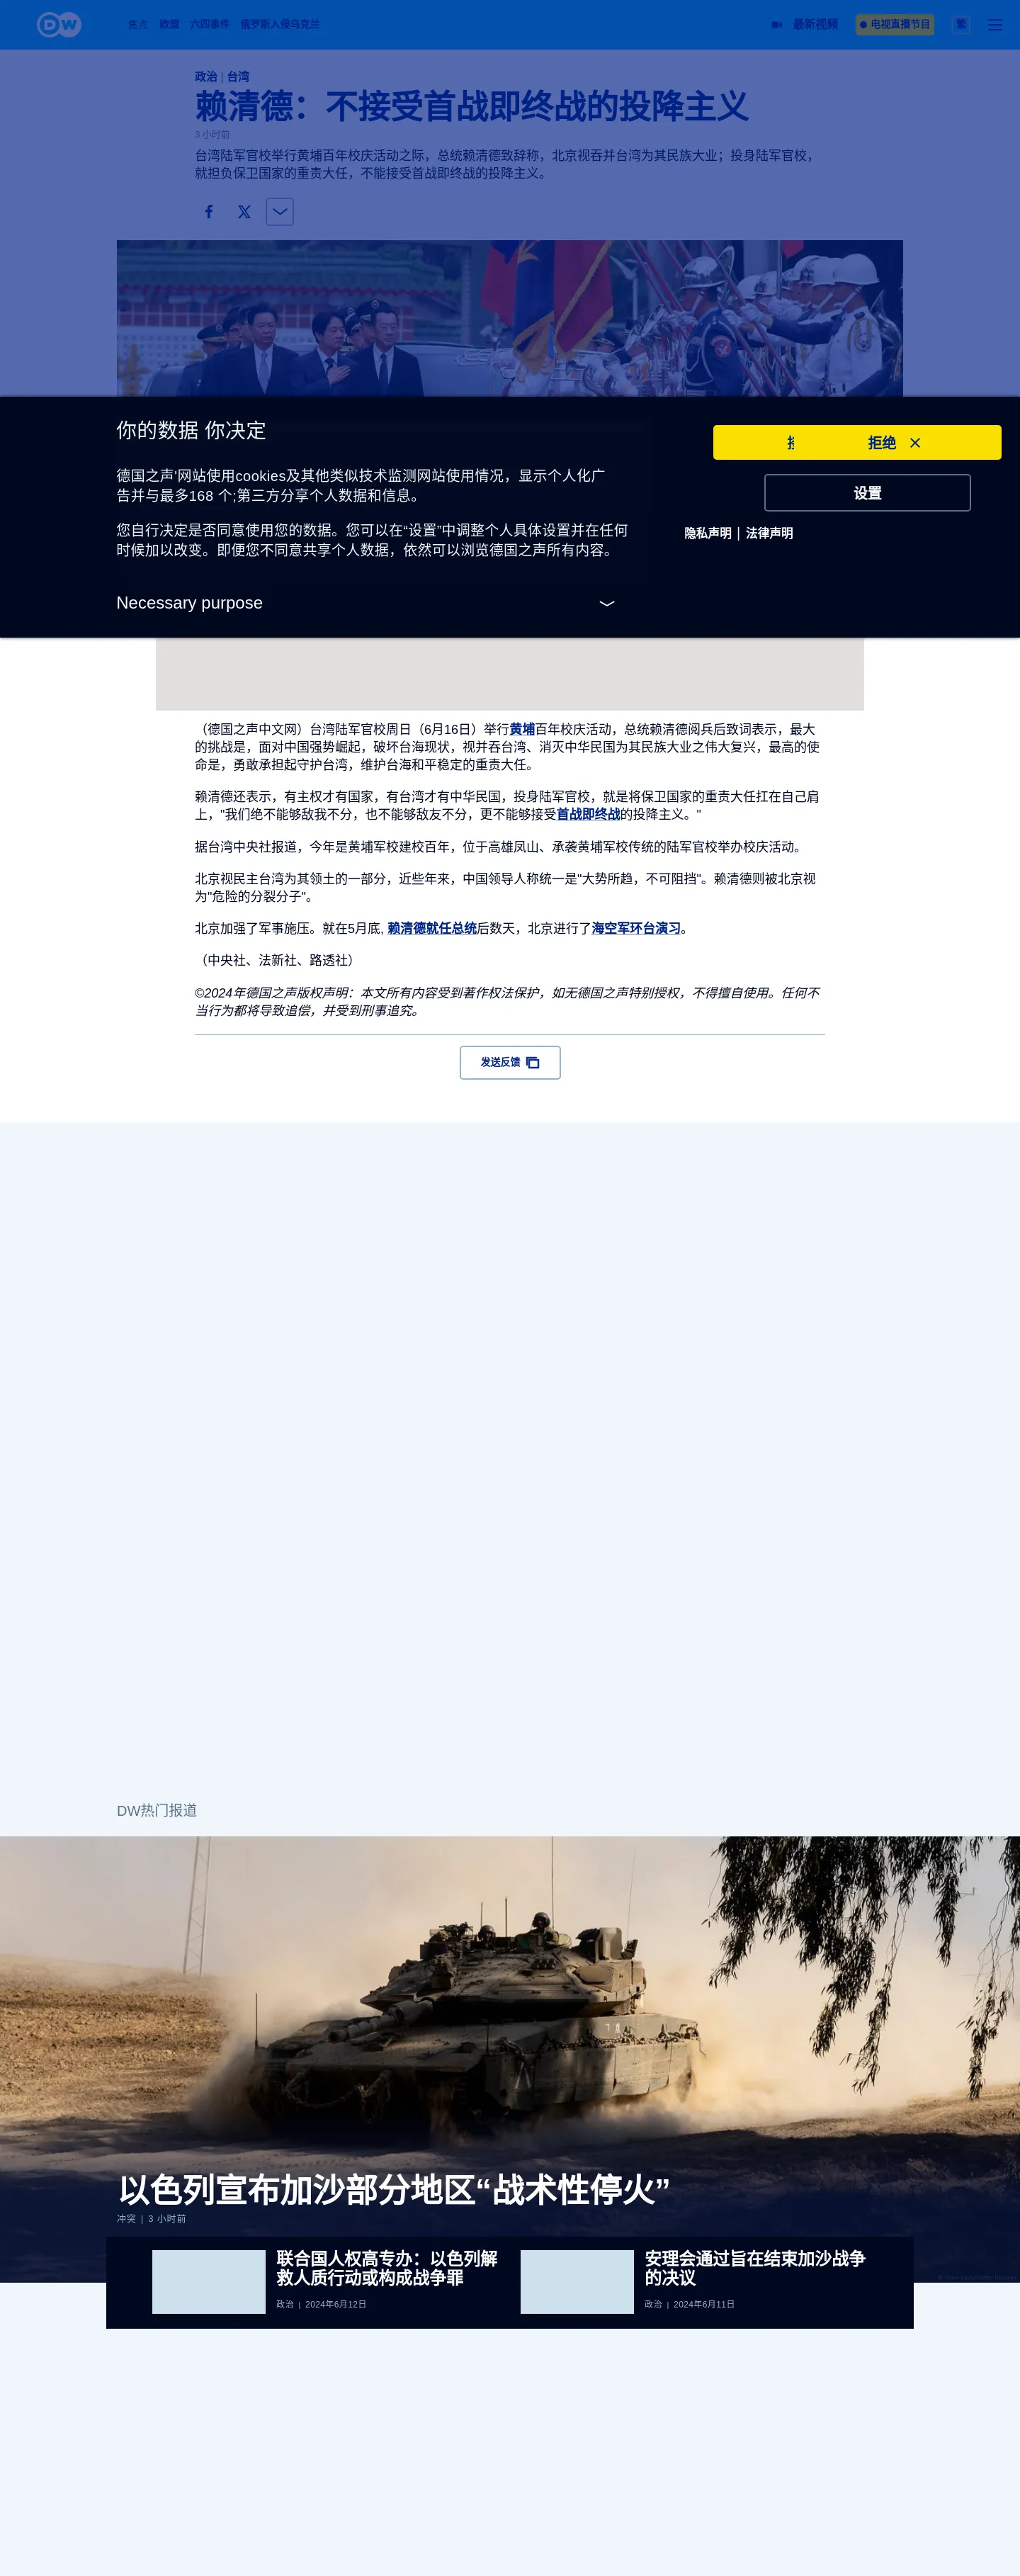 DW
焦点 欧盟 六四事件 俄罗斯入侵乌克兰
最新视频 电视直播节目 繁
政治 | 台湾
赖清德：不接受首战即终战的投降主义
3 小时前
台湾陆军官校举行黄埔百年校庆活动之际，总统赖清德致辞称，北京视吞并台湾为其民族大业；投身陆军官校，
就担负保卫国家的重责大任，不能接受首战即终战的投降主义。
你的数据 你决定
德国之声'网站使用cookies及其他类似技术监测网站使用情况，显示个人化广
告并与最多168 个;第三方分享个人数据和信息。
您自行决定是否同意使用您的数据。您可以在“设置”中调整个人具体设置并在任何
时候加以改变。即便您不同意共享个人数据，依然可以浏览德国之声所有内容。
Necessary purpose
拒绝
设置
隐私声明 | 法律声明
（德国之声中文网）台湾陆军官校周日（6月16日）举行黄埔百年校庆活动，总统赖清德阅兵后致词表示，最大
的挑战是，面对中国强势崛起，破坏台海现状，视并吞台湾、消灭中华民国为其民族大业之伟大复兴，最高的使
命是，勇敢承担起守护台湾，维护台海和平稳定的重责大任。
赖清德还表示，有主权才有国家，有台湾才有中华民国，投身陆军官校，就是将保卫国家的重责大任扛在自己肩
上，"我们绝不能够敌我不分，也不能够敌友不分，更不能够接受首战即终战的投降主义。"
据台湾中央社报道，今年是黄埔军校建校百年，位于高雄凤山、承袭黄埔军校传统的陆军官校举办校庆活动。
北京视民主台湾为其领土的一部分，近些年来，中国领导人称统一是"大势所趋，不可阻挡"。赖清德则被北京视
为"危险的分裂分子"。
北京加强了军事施压。就在5月底, 赖清德就任总统后数天，北京进行了海空军环台演习。
（中央社、法新社、路透社）
©2024年德国之声版权声明：本文所有内容受到著作权法保护，如无德国之声特别授权，不得擅自使用。任何不
当行为都将导致追偿，并受到刑事追究。
发送反馈
DW热门报道
以色列宣布加沙部分地区“战术性停火”
冲突 | 3 小时前
联合国人权高专办：以色列解
救人质行动或构成战争罪
政治 | 2024年6月12日
安理会通过旨在结束加沙战争
的决议
政治 | 2024年6月11日